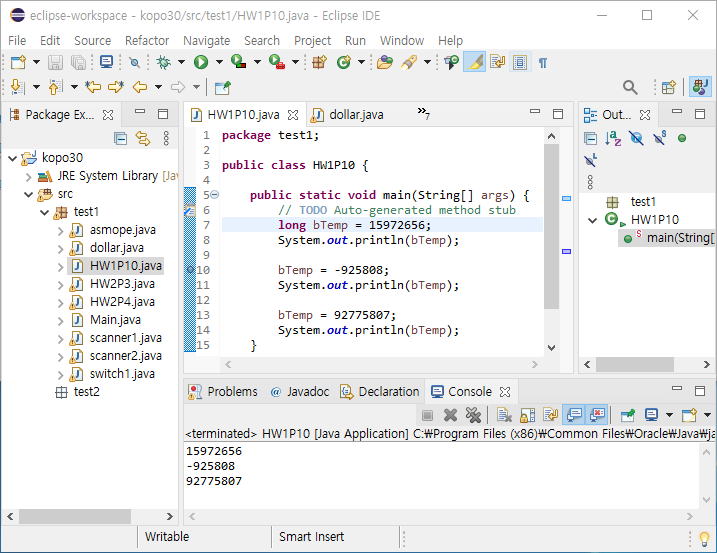 eclipse-workspace - kopo30/src/test1/HW1P10.java - Eclipse IDE
File Edit Source Refactor Navigate Search Project Run Window Help
Package Ex...
kopo30
JRE System Library [Jav
src
test1
asmope.java
dollar.java
HW1P10.java
HW2P3.java
HW2P4.java
Main.java
scanner1.java
scanner2.java
switch1.java
test2
HW1P10.java dollar.java »7
1 package test1;
2
3 public class HW1P10 {
4
5 public static void main(String[] args) {
6 // TODO Auto-generated method stub
7 long bTemp = 15972656;
8 System.out.println(bTemp);
9
10 bTemp = -925808;
11 System.out.println(bTemp);
12
13 bTemp = 92775807;
14 System.out.println(bTemp);
15 }
Out...
test1
HW1P10
S main(String[
Problems @ Javadoc Declaration Console
<terminated> HW1P10 [Java Application] C:₩Program Files (x86)₩Common Files₩Oracle₩Java₩ja
15972656
-925808
92775807
Writable Smart Insert